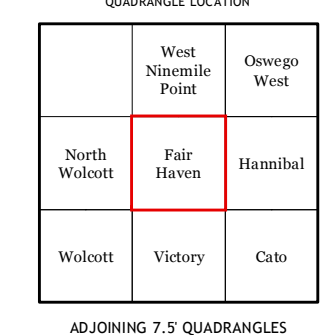 QUADRANGLE LOCATION
West
Ninemile
Point
Oswego
West
North
Wolcott
Fair
Haven
Hannibal
Wolcott
Victory
Cato
ADJOINING 7.5' QUADRANGLES